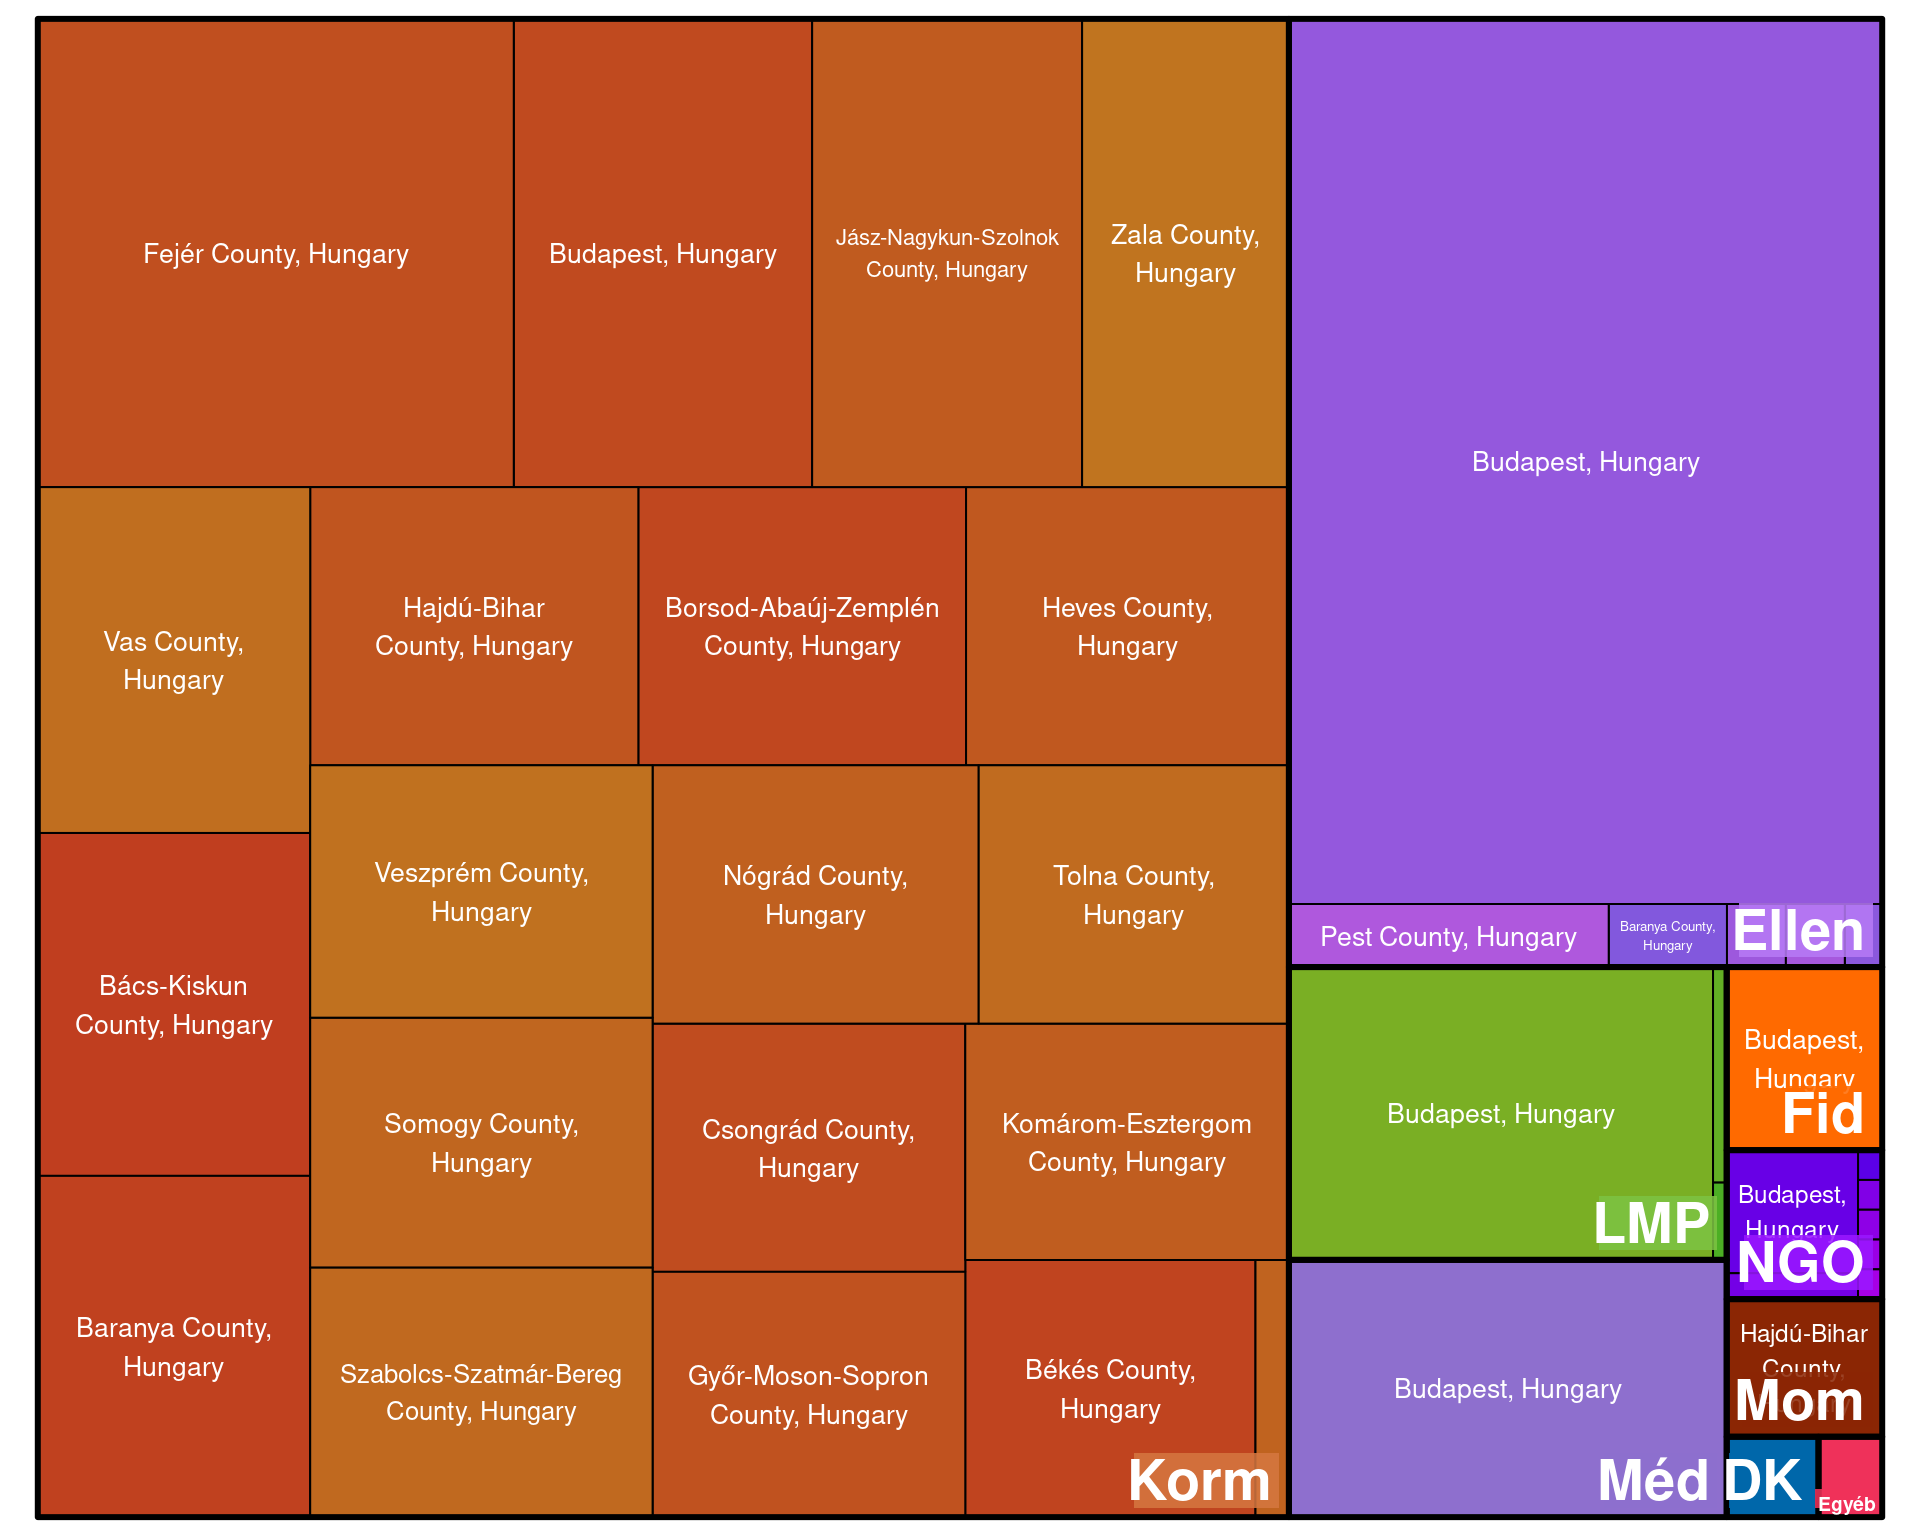 Fejér County, Hungary
Budapest, Hungary
Jász-Nagykun-Szolnok
County, Hungary
Zala County,
Hungary
Vas County,
Hungary
Hajdú-Bihar
County, Hungary
Borsod-Abaúj-Zemplén
County, Hungary
Heves County,
Hungary
Bács-Kiskun
County, Hungary
Veszprém County,
Hungary
Nógrád County,
Hungary
Tolna County,
Hungary
Baranya County,
Hungary
Somogy County,
Hungary
Csongrád County,
Hungary
Komárom-Esztergom
County, Hungary
Szabolcs-Szatmár-Bereg
County, Hungary
Győr-Moson-Sopron
County, Hungary
Békés County,
Hungary
Korm
Budapest, Hungary
Pest County, Hungary
Baranya County,
Hungary
Ellen
Budapest, Hungary
LMP
Budapest,
Hungary
Fid
Budapest,
Hungary
NGO
Hajdú-Bihar
County,
Mom
Budapest, Hungary
Méd
DK
Egyéb